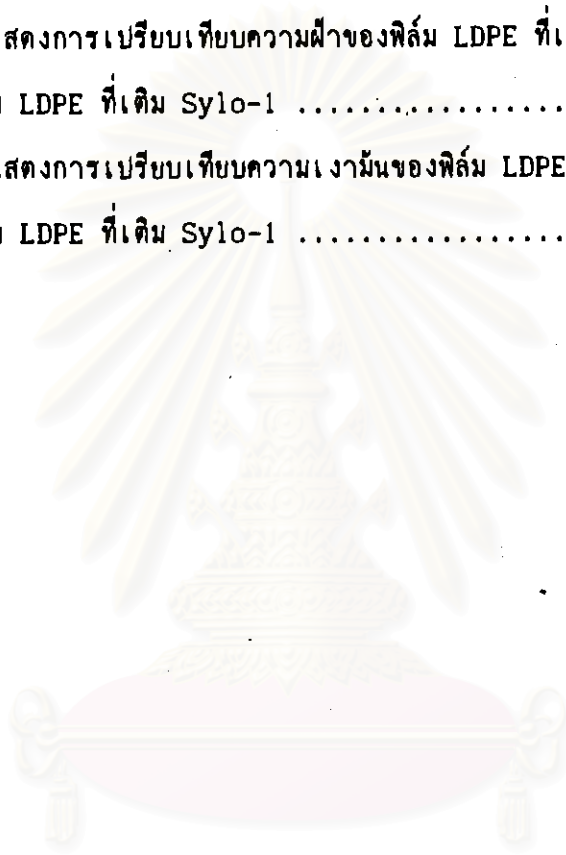 สดงการเปรียบเทียบความฝ้าของฟิล์ม LDPE ที่เ
LDPE ที่เติม Sylo-1 ..................
สดงการเปรียบเทียบความเงามันของฟิล์ม LDPE
LDPE ที่เติม Sylo-1 ..................